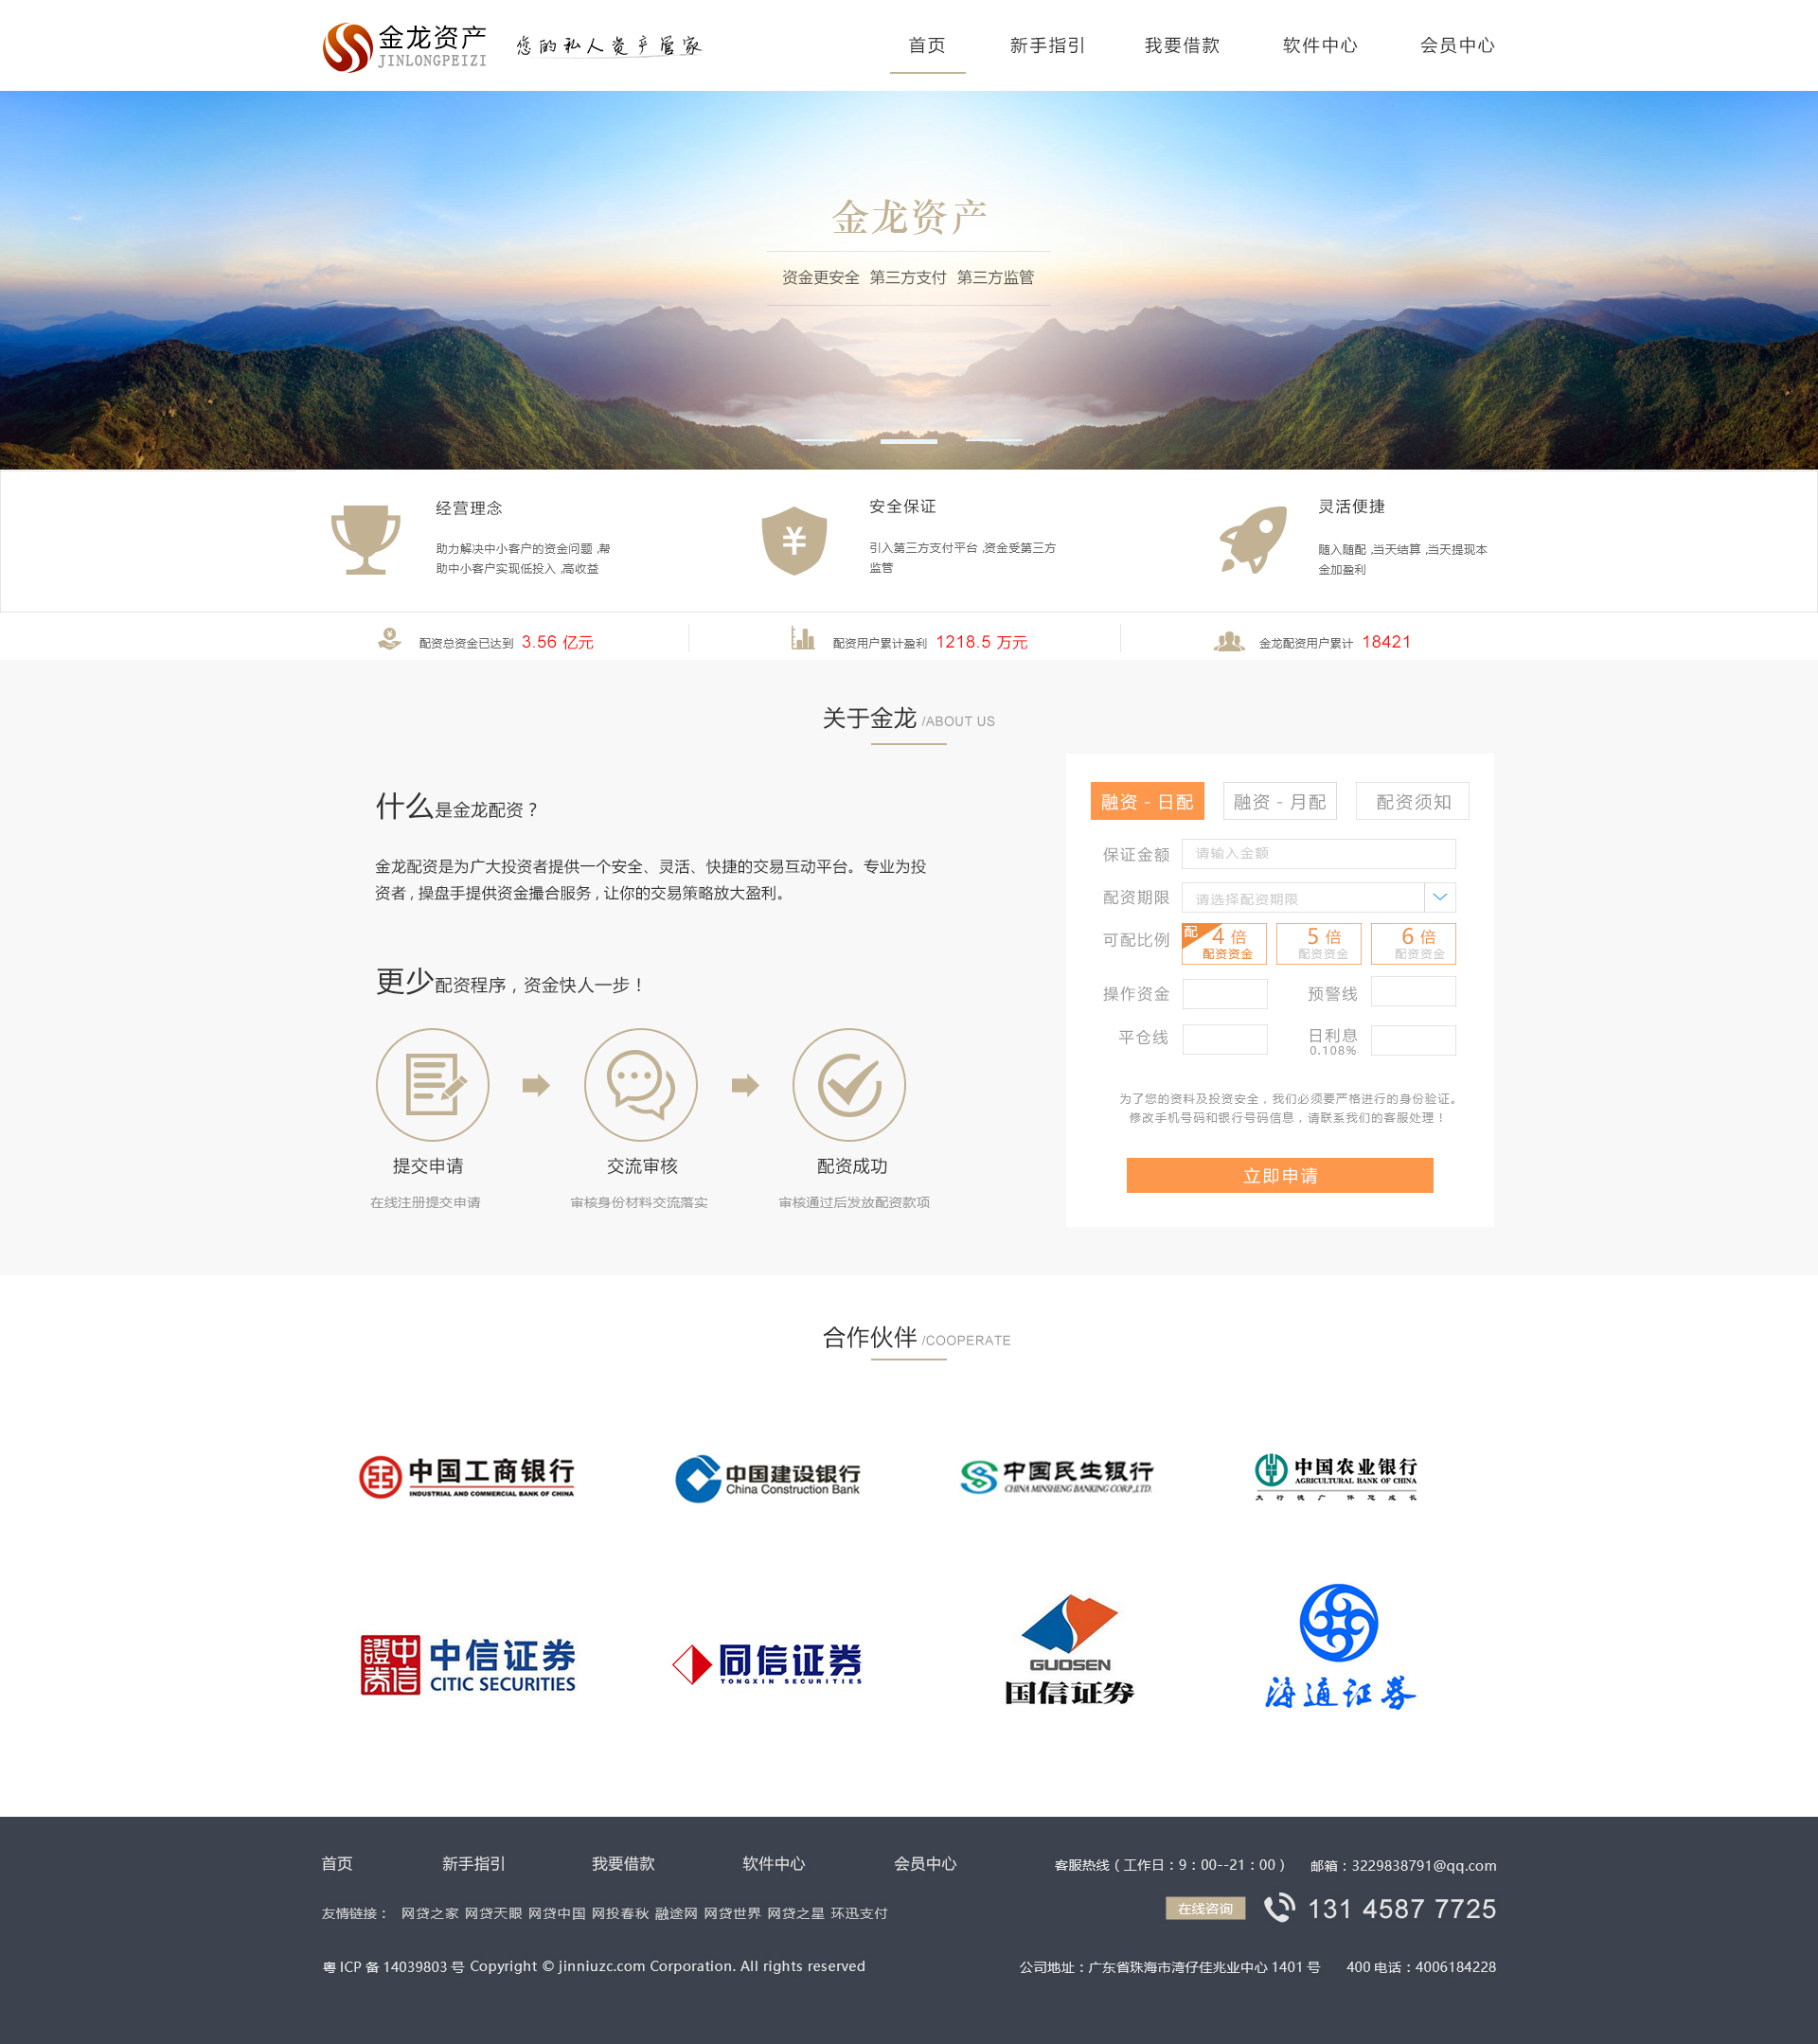 金龙资产
JINLONGPEIZI
您的私人资产管家
首页 新手指引 我要借款 软件中心 会员中心
金龙资产
资金更安全 第三方支付 第三方监管
经营理念
助力解决中小客户的资金问题 ,帮
助中小客户实现低投入 ,高收益
安全保证
引入第三方支付平台 ,资金受第三方
监管
灵活便捷
随入随配 ,当天结算 ,当天提现本
金加盈利
配资总资金已达到 3.56 亿元
配资用户累计盈利 1218.5 万元
金龙配资用户累计 18421
关于金龙 /ABOUT US
什么是金龙配资？
金龙配资是为广大投资者提供一个安全、灵活、快捷的交易互动平台。专业为投
资者，操盘手提供资金撮合服务，让你的交易策略放大盈利。
更少配资程序，资金快人一步！
提交申请
在线注册提交申请
交流审核
审核身份材料交流落实
配资成功
审核通过后发放配资款项
融资 - 日配 融资 - 月配 配资须知
保证金额 请输入金额
配资期限 请选择配资期限
可配比例 配 4 倍 5 倍 6 倍
配资资金 配资资金 配资资金
操作资金 预警线
平仓线 日利息
0.108%
为了您的资料及投资安全，我们必须要严格进行的身份验证。
修改手机号码和银行号码信息，请联系我们的客服处理！
立即申请
合作伙伴 /COOPERATE
中国工商银行
INDUSTRIAL AND COMMERCIAL BANK OF CHINA
中国建设银行
China Construction Bank
中国民生银行
CHINA MINSHENG BANKING CORP.,LTD.
中国农业银行
AGRICULTURAL BANK OF CHINA
大行德广 伴您成长
中信證券
中信证券
CITIC SECURITIES
同信证券
TONGXIN SECURITIES
GUOSEN
国信证券
海通证券
首页 新手指引 我要借款 软件中心 会员中心
客服热线（工作日：9：00--21：00） 邮箱：3229838791@qq.com
友情链接： 网贷之家 网贷天眼 网贷中国 网投春秋 融途网 网贷世界 网贷之星 环迅支付
在线咨询 131 4587 7725
粤 ICP 备 14039803 号 Copyright © jinniuzc.com Corporation. All rights reserved
公司地址：广东省珠海市湾仔佳兆业中心 1401 号 400 电话：4006184228